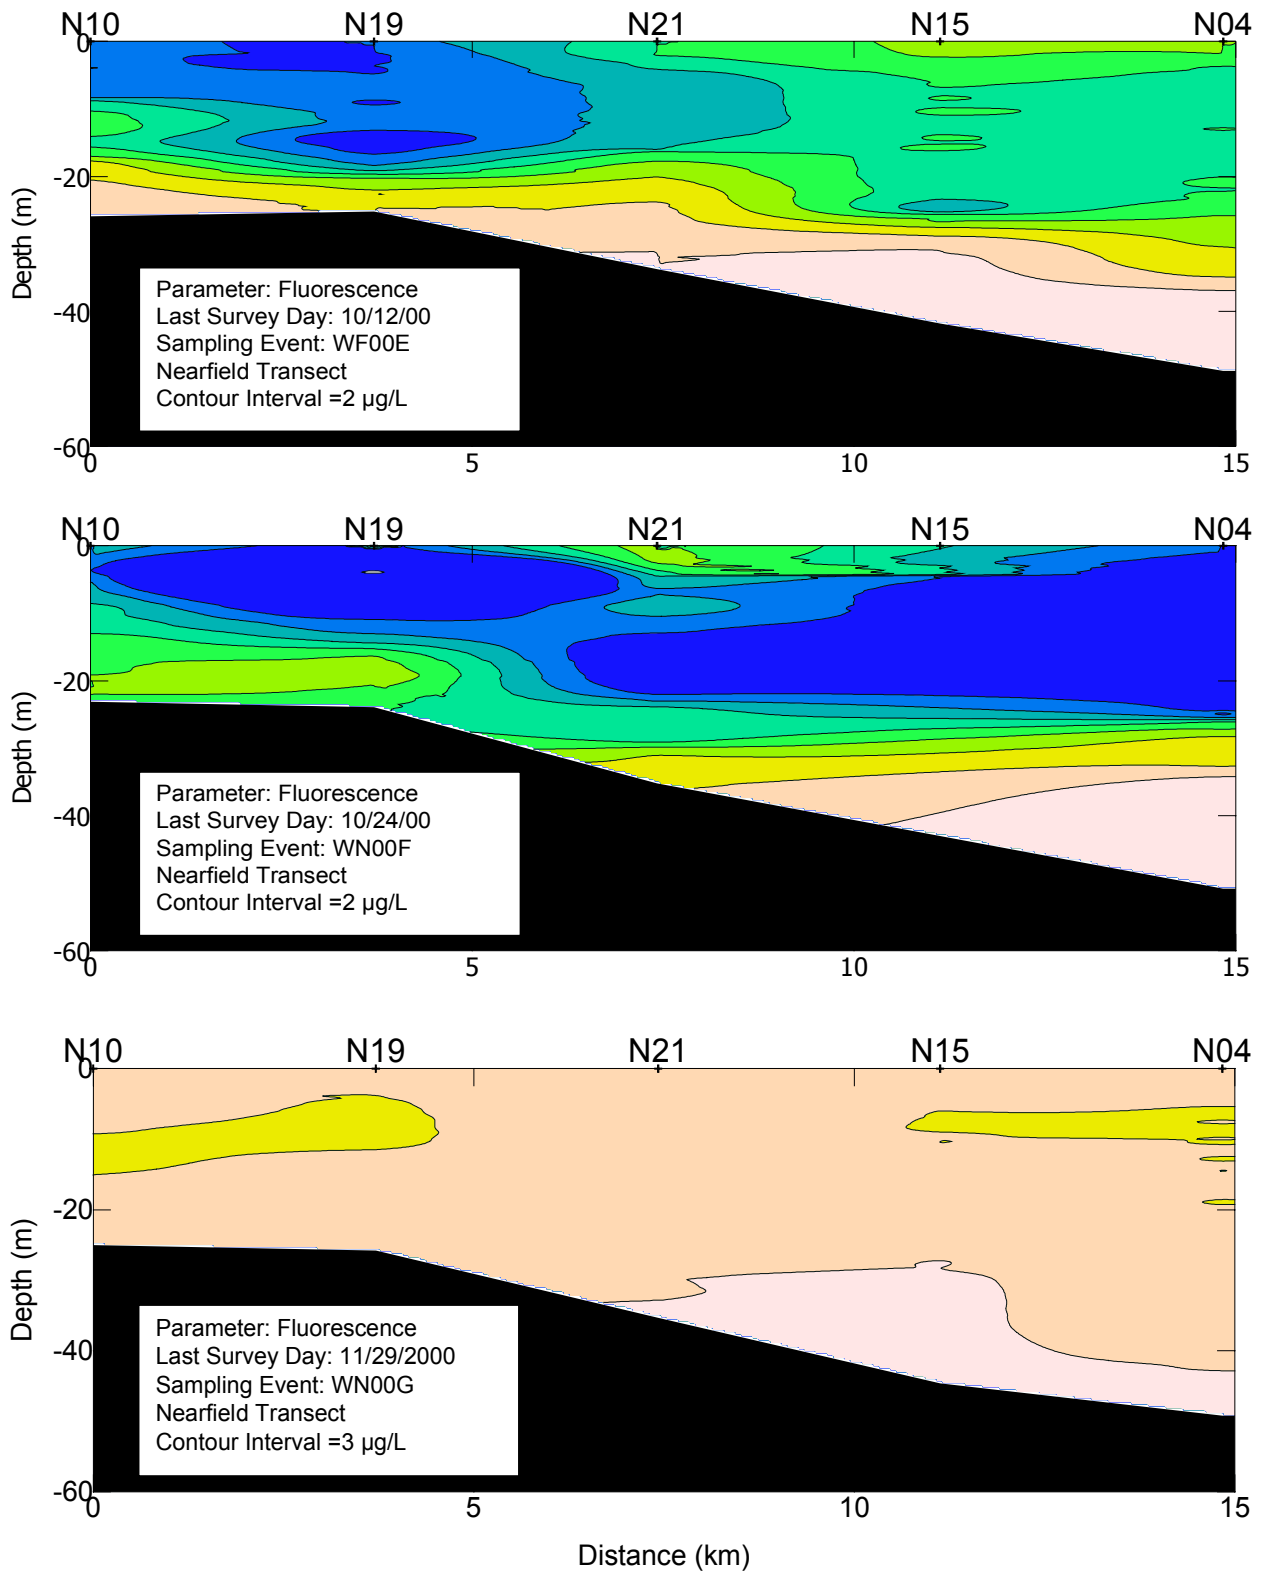 N10 N19 N21 N15 N04
0
-20
-40
-60
Depth (m)
Parameter: Fluorescence
Last Survey Day: 10/12/00
Sampling Event: WF00E
Nearfield Transect
Contour Interval =2 µg/L
0 5 10 15
N10 N19 N21 N15 N04
0
-20
-40
-60
Depth (m)
Parameter: Fluorescence
Last Survey Day: 10/24/00
Sampling Event: WN00F
Nearfield Transect
Contour Interval =2 µg/L
0 5 10 15
N10 N19 N21 N15 N04
0
-20
-40
-60
Depth (m)
Parameter: Fluorescence
Last Survey Day: 11/29/2000
Sampling Event: WN00G
Nearfield Transect
Contour Interval =3 µg/L
0 5 10 15
Distance (km)